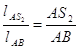 l_{AS_2} / l_{AB} = AS_2 / AB